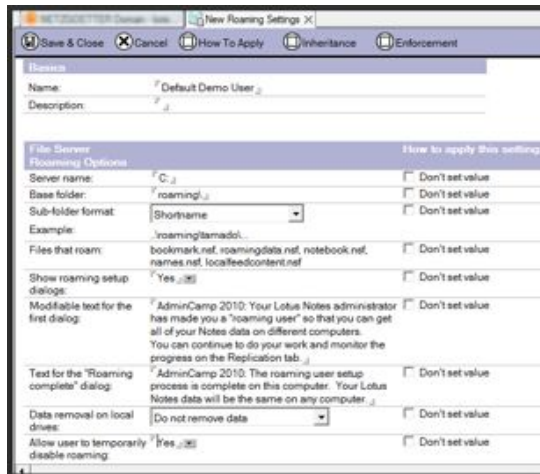 New Roaming Settings
Save & Close Cancel How To Apply Inheritance Enforcement
Basics
Name: Default Demo User
Description:
File Server How to apply this setting
Roaming Options
Server name: C: Don't set value
Base folder: roaming\ Don't set value
Sub-folder format: Shortname Don't set value
Example: .\roaming\tamado\..
Files that roam: bookmark.nsf, roamingdata.nsf, notebook.nsf, Don't set value
names.nsf, localfeedcontent.nsf
Show roaming setup Yes Don't set value
dialogs:
Modifiable text for the AdminCamp 2010: Your Lotus Notes administrator Don't set value
first dialog: has made you a "roaming user" so that you can get
all of your Notes data on different computers.
You can continue to do your work and monitor the
progress on the Replication tab.
Text for the "Roaming AdminCamp 2010: The roaming user setup Don't set value
complete" dialog: process is complete on this computer. Your Lotus
Notes data will be the same on any computer.
Data removal on local Do not remove data Don't set value
drives:
Allow user to temporarily Yes Don't set value
disable roaming: